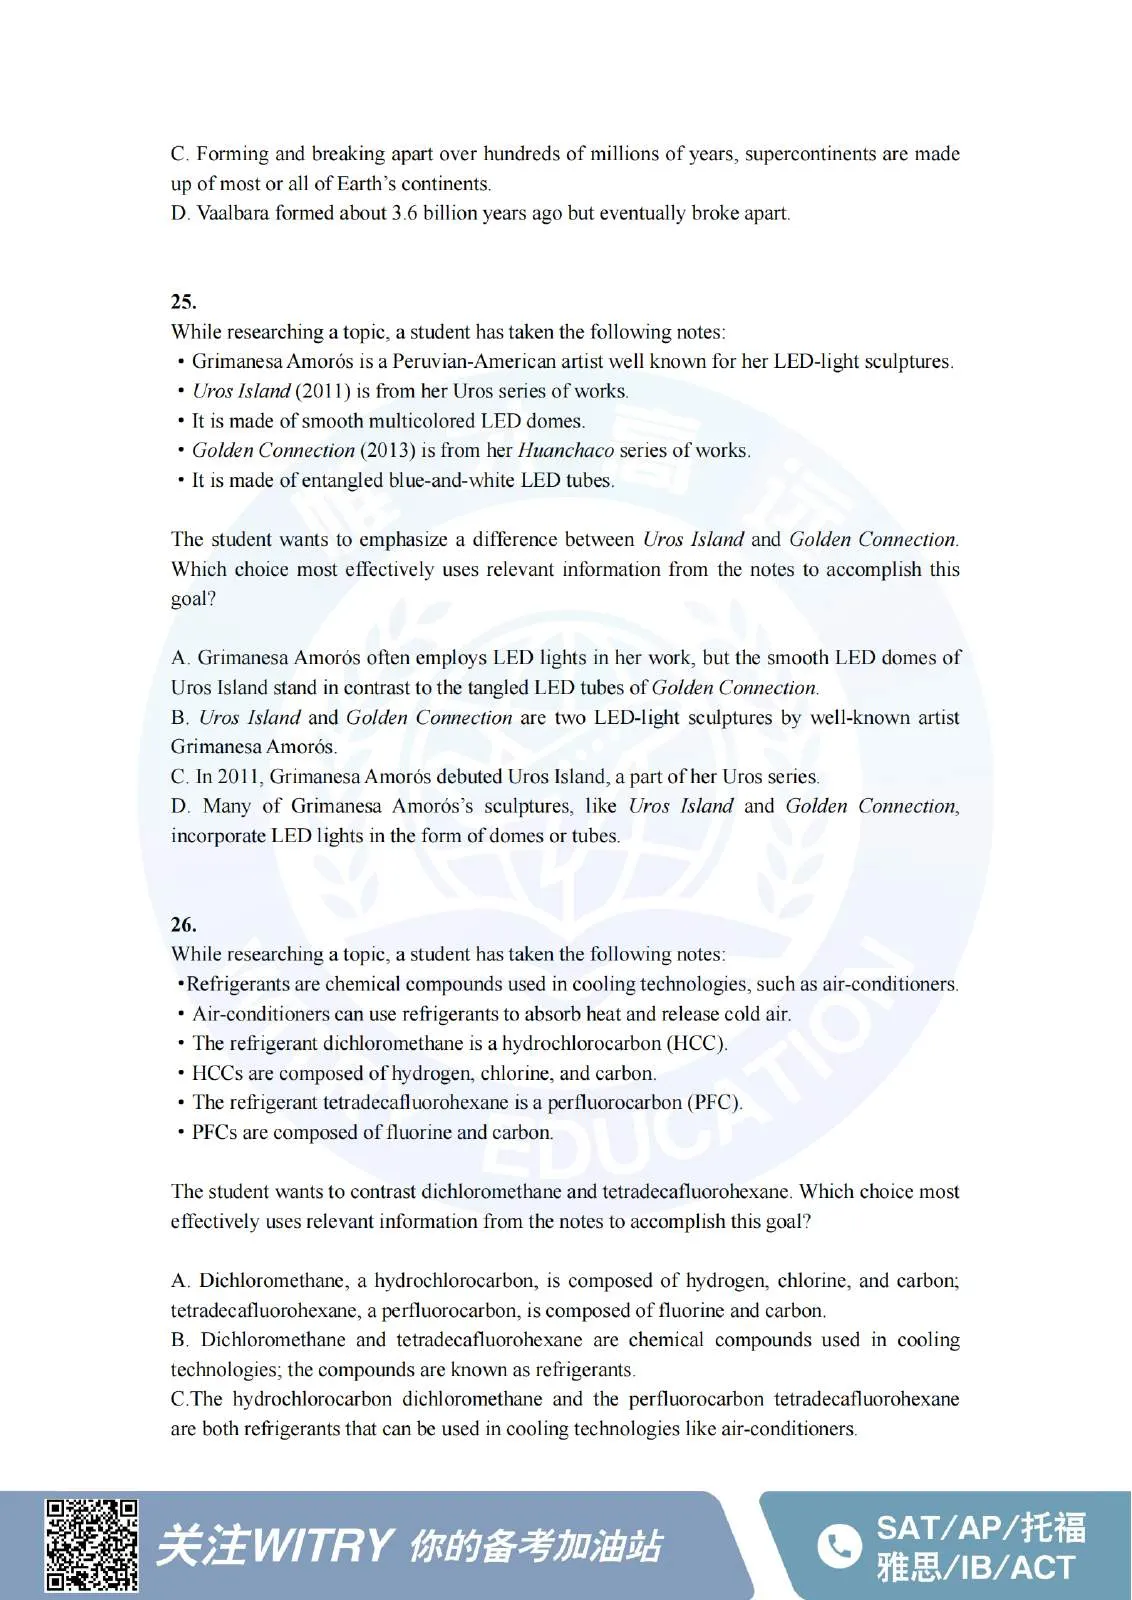 C. Forming and breaking apart over hundreds of millions of years, supercontinents are made
up of most or all of Earth’s continents.
D. Vaalbara formed about 3.6 billion years ago but eventually broke apart.
25.
While researching a topic, a student has taken the following notes:
• Grimanesa Amorós is a Peruvian-American artist well known for her LED-light sculptures.
• Uros Island (2011) is from her Uros series of works.
• It is made of smooth multicolored LED domes.
• Golden Connection (2013) is from her Huanchaco series of works.
• It is made of entangled blue-and-white LED tubes.
The student wants to emphasize a difference between Uros Island and Golden Connection.
Which choice most effectively uses relevant information from the notes to accomplish this
goal?
A. Grimanesa Amorós often employs LED lights in her work, but the smooth LED domes of
Uros Island stand in contrast to the tangled LED tubes of Golden Connection.
B. Uros Island and Golden Connection are two LED-light sculptures by well-known artist
Grimanesa Amorós.
C. In 2011, Grimanesa Amorós debuted Uros Island, a part of her Uros series.
D. Many of Grimanesa Amorós’s sculptures, like Uros Island and Golden Connection,
incorporate LED lights in the form of domes or tubes.
26.
While researching a topic, a student has taken the following notes:
•Refrigerants are chemical compounds used in cooling technologies, such as air-conditioners.
• Air-conditioners can use refrigerants to absorb heat and release cold air.
• The refrigerant dichloromethane is a hydrochlorocarbon (HCC).
• HCCs are composed of hydrogen, chlorine, and carbon.
• The refrigerant tetradecafluorohexane is a perfluorocarbon (PFC).
• PFCs are composed of fluorine and carbon.
The student wants to contrast dichloromethane and tetradecafluorohexane. Which choice most
effectively uses relevant information from the notes to accomplish this goal?
A. Dichloromethane, a hydrochlorocarbon, is composed of hydrogen, chlorine, and carbon;
tetradecafluorohexane, a perfluorocarbon, is composed of fluorine and carbon.
B. Dichloromethane and tetradecafluorohexane are chemical compounds used in cooling
technologies; the compounds are known as refrigerants.
C.The hydrochlorocarbon dichloromethane and the perfluorocarbon tetradecafluorohexane
are both refrigerants that can be used in cooling technologies like air-conditioners.
EDUCATION
关注WITRY 你的备考加油站
SAT/AP/托福
雅思/IB/ACT